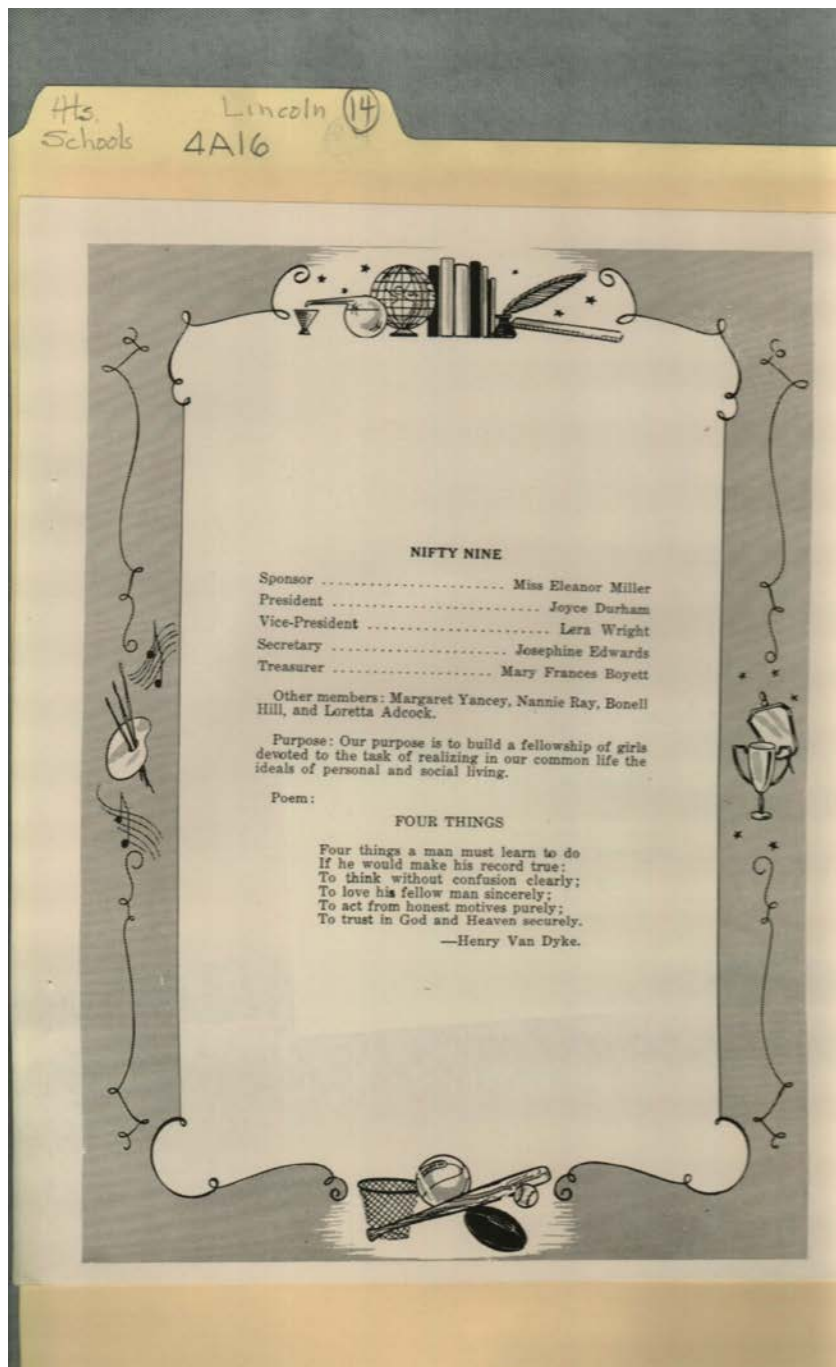 Hts. Lincoln 14
Schools 4A16
NIFTY NINE
Sponsor ...................... Miss Eleanor Miller
President .......................... Joyce Durham
Vice-President ........................ Lera Wright
Secretary ...................... Josephine Edwards
Treasurer .................... Mary Frances Boyett
Other members: Margaret Yancey, Nannie Ray, Bonell
Hill, and Loretta Adcock.
Purpose: Our purpose is to build a fellowship of girls
devoted to the task of realizing in our common life the
ideals of personal and social living.
Poem:
FOUR THINGS
Four things a man must learn to do
If he would make his record true:
To think without confusion clearly;
To love his fellow man sincerely;
To act from honest motives purely;
To trust in God and Heaven securely.
—Henry Van Dyke.